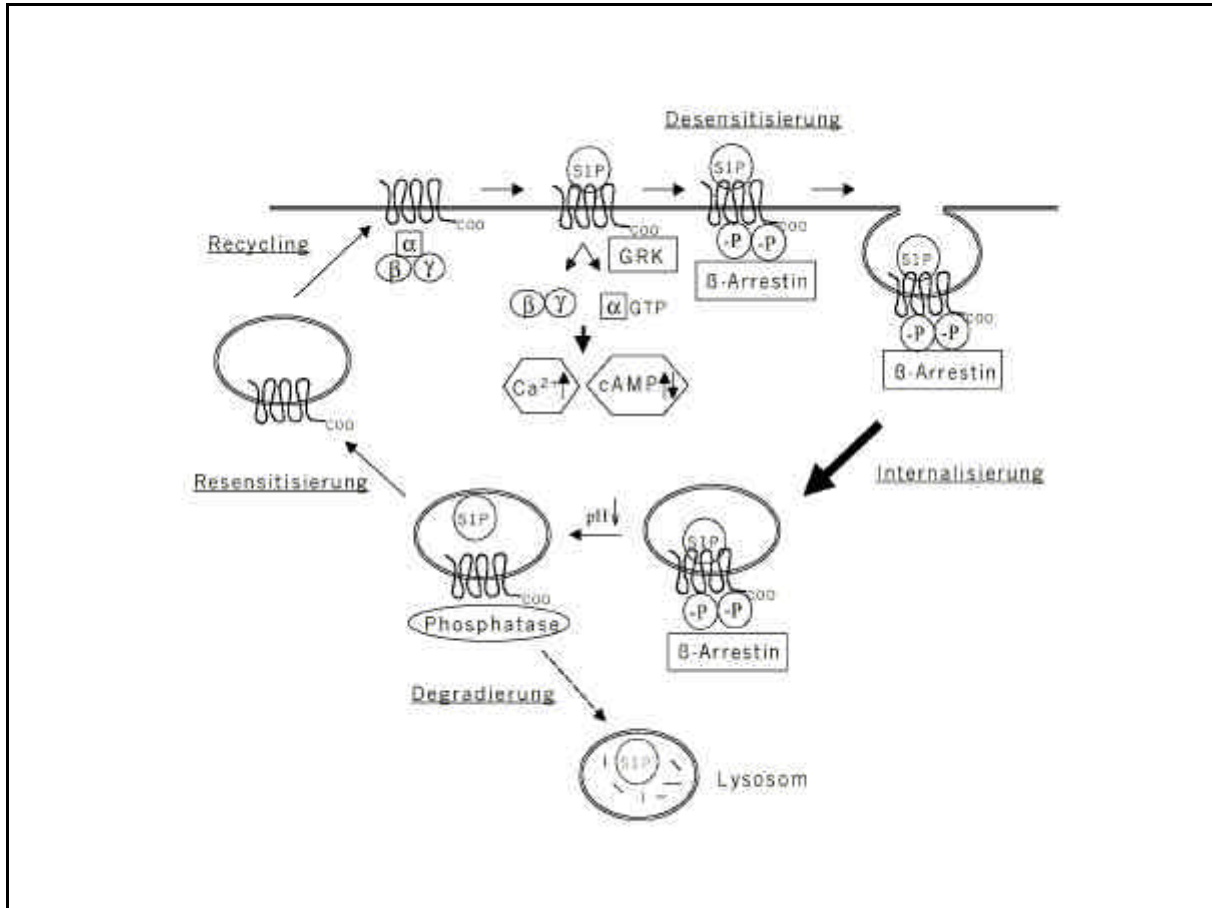 Desensitisierung
S1P
S1P
COO
COO
COO
Recycling
α
β γ
GRK
-P -P
ß-Arrestin
S1P
β γ
α GTP
COO
-P -P
ß-Arrestin
Ca2+
cAMP
COO
Resensitisierung
Internalisierung
S1P
pH
S1P
COO
COO
Phosphatase
-P -P
ß-Arrestin
Degradierung
S1P
Lysosom